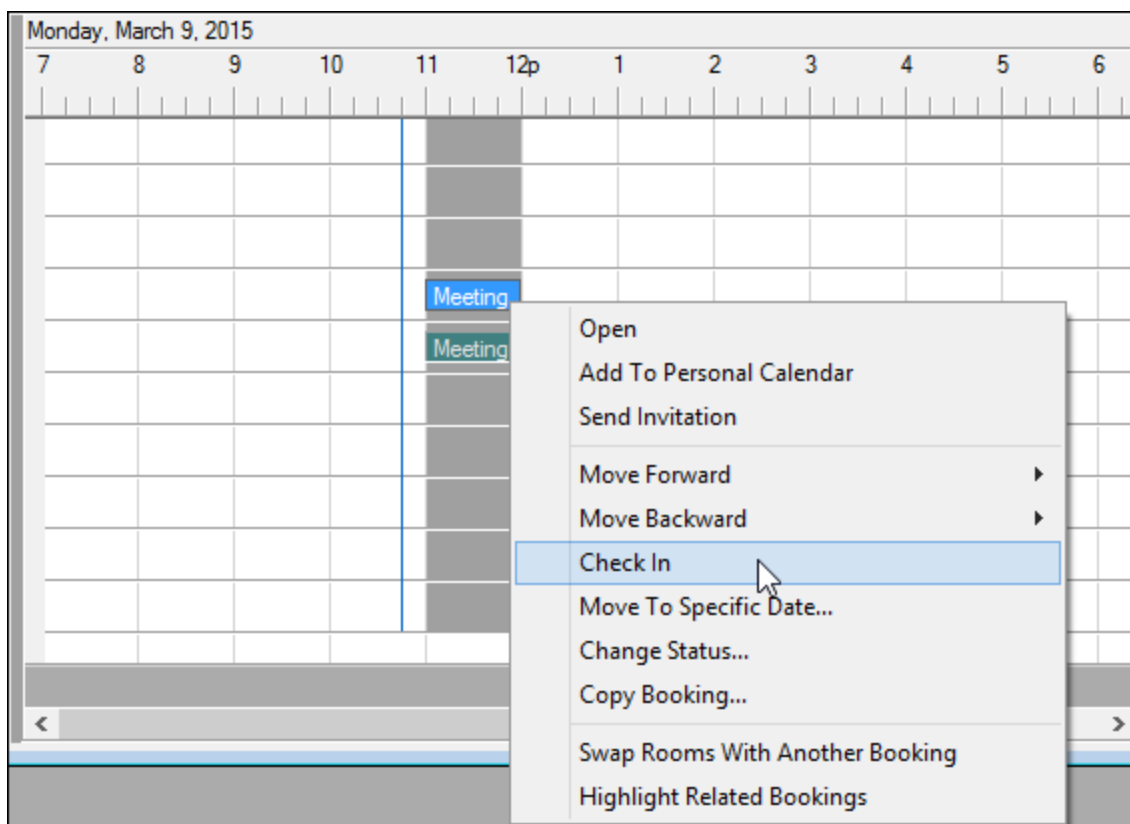 Monday, March 9, 2015
7 8 9 10 11 12p 1 2 3 4 5 6
Meeting
Meeting
Open
Add To Personal Calendar
Send Invitation
Move Forward
Move Backward
Check In
Move To Specific Date...
Change Status...
Copy Booking...
Swap Rooms With Another Booking
Highlight Related Bookings